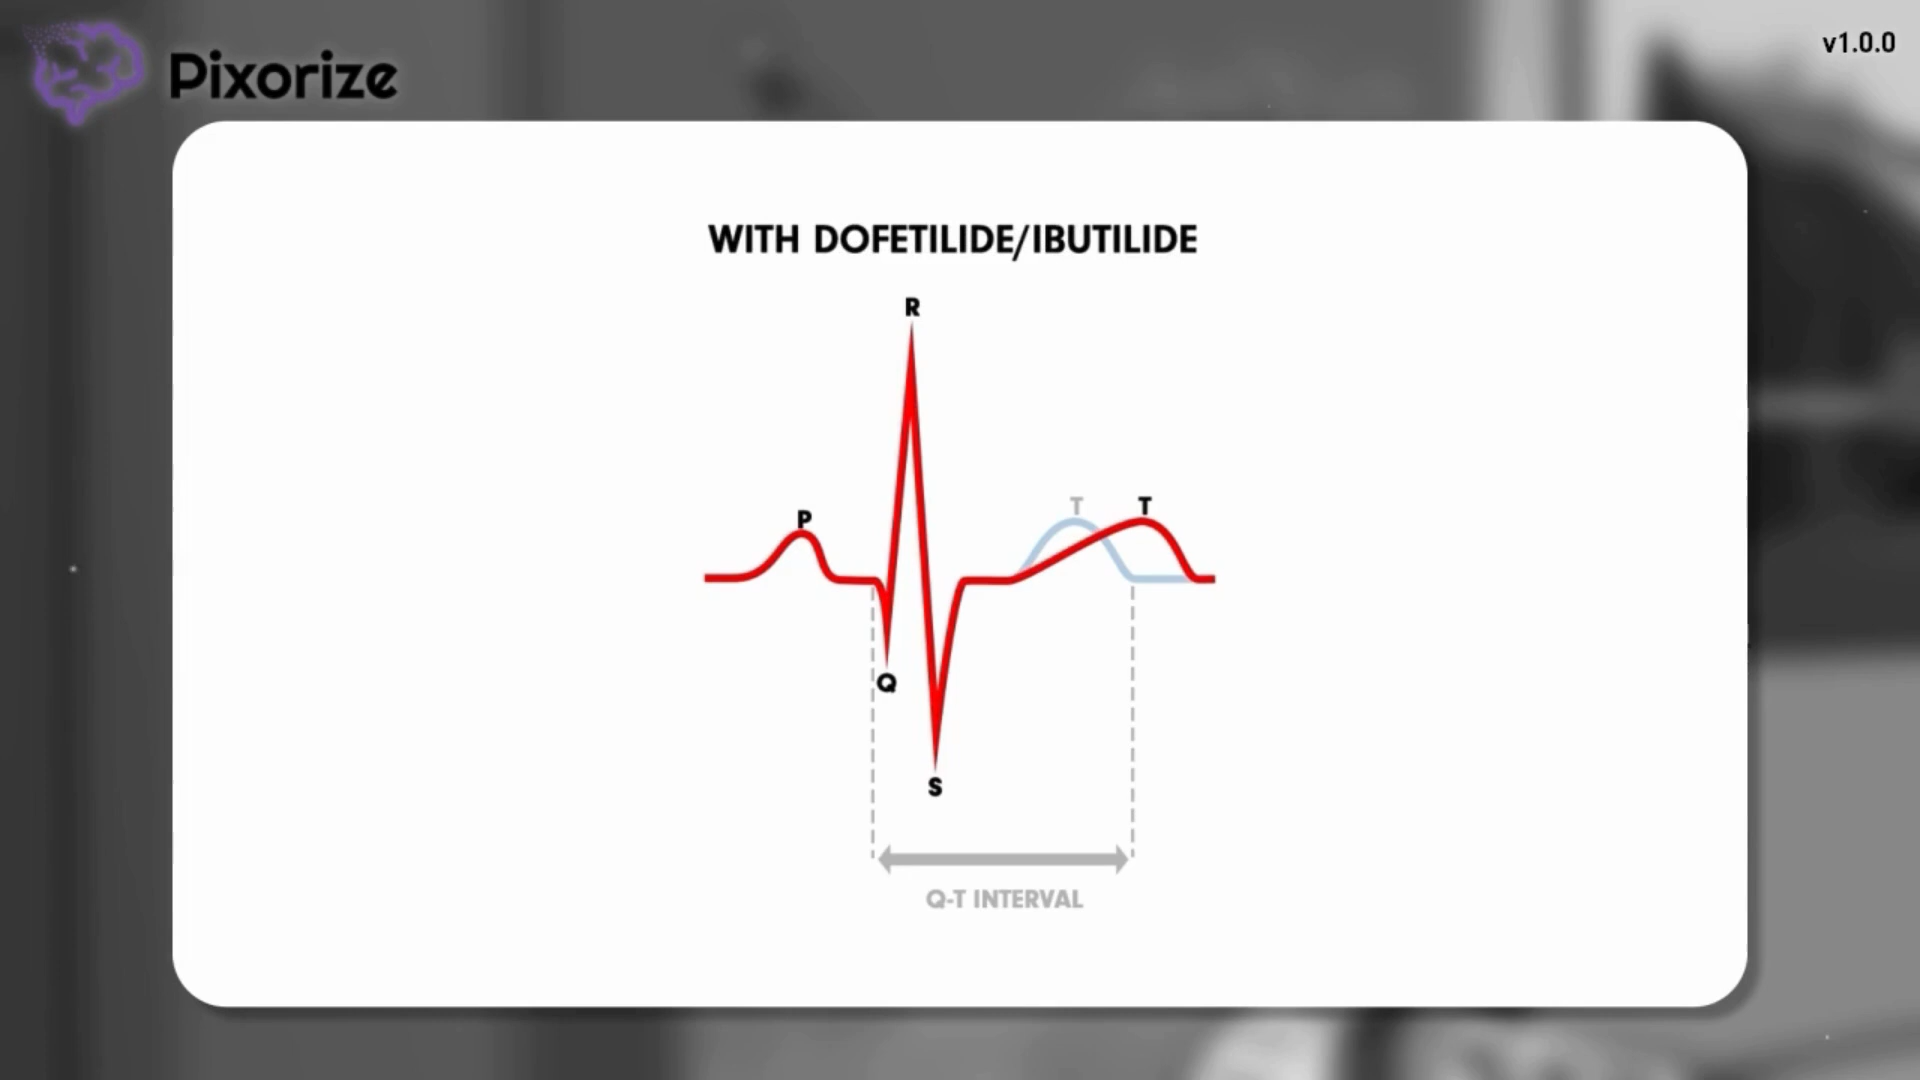 Pixorize
v1.0.0
WITH DOFETILIDE/IBUTILIDE
R
P
T
T
Q
S
Q-T INTERVAL